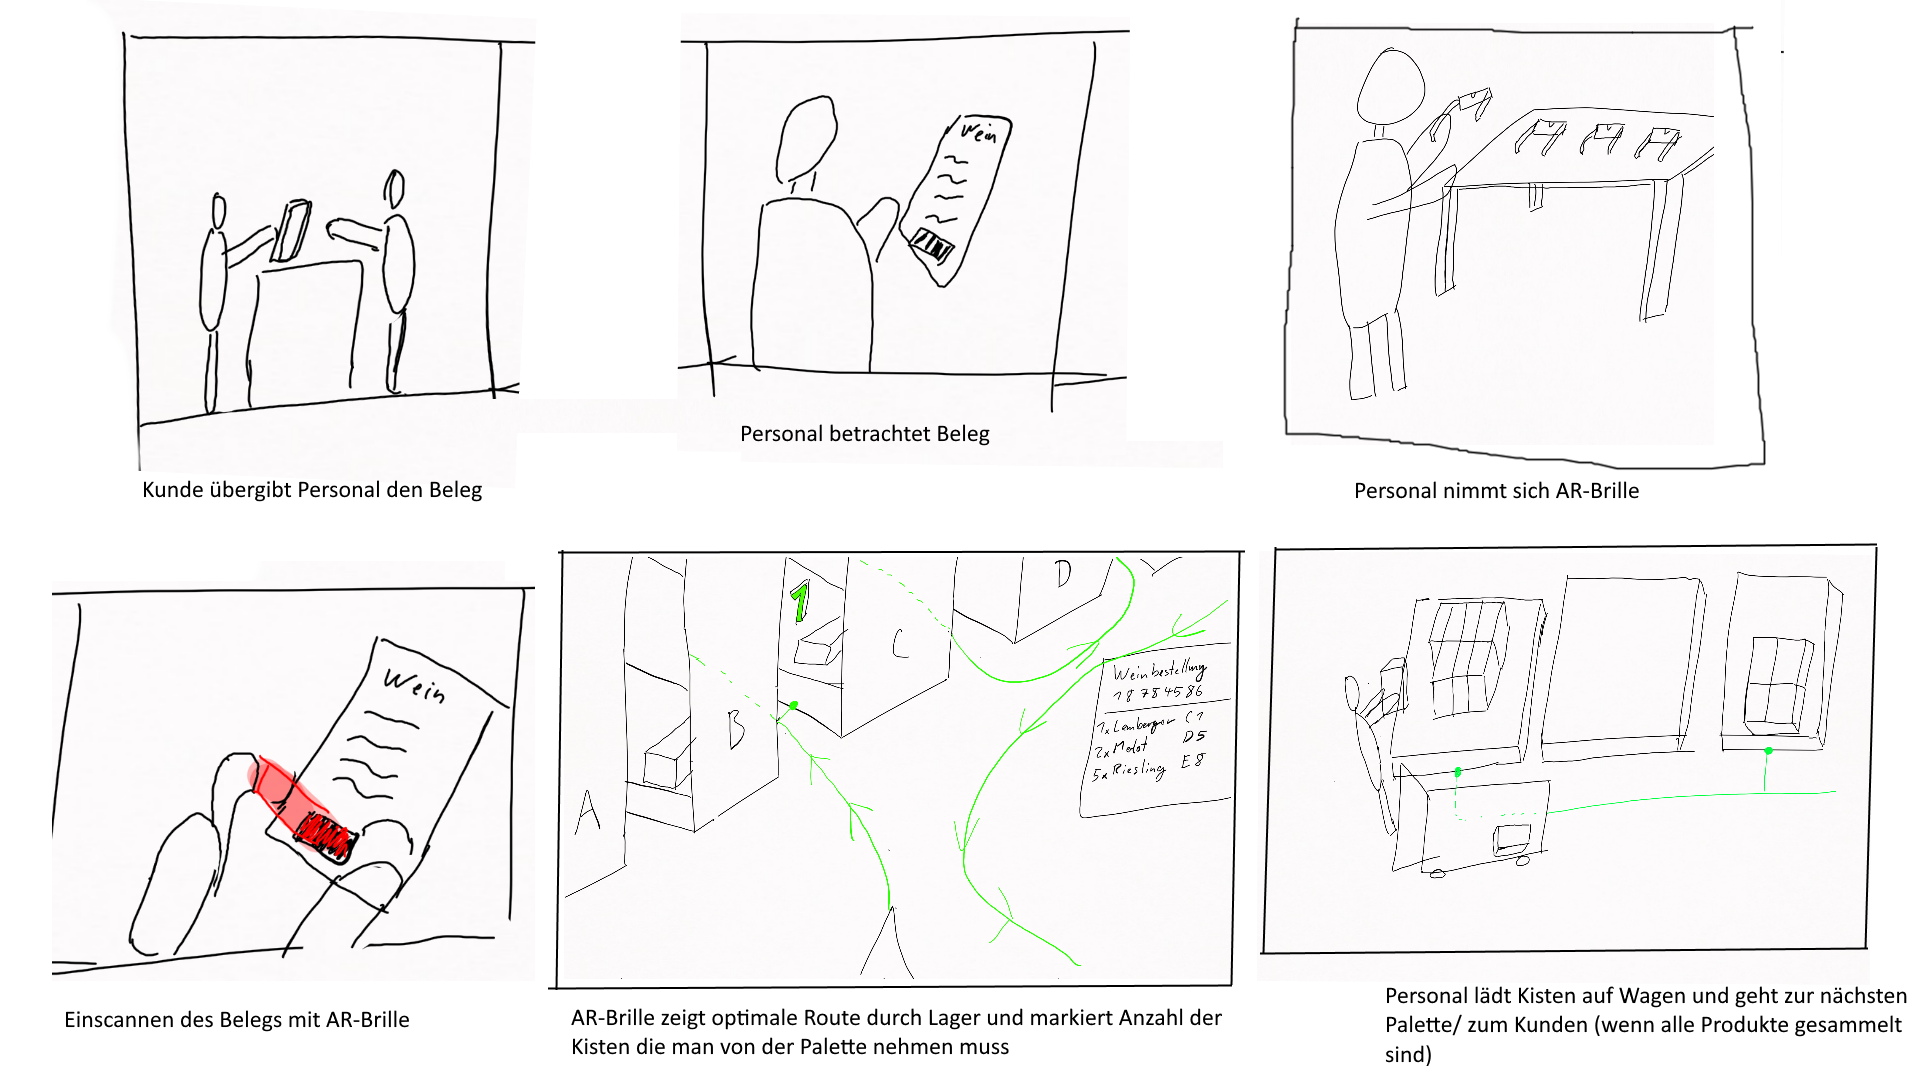 Wein
Kunde übergibt Personal den Beleg
Personal betrachtet Beleg
Personal nimmt sich AR-Brille
Wein
Einscannen des Belegs mit AR-Brille
1
A
B
C
D
Weinbestellung
18784586
1x Lemberger C1
2x Melot D5
5x Riesling E8
AR-Brille zeigt optimale Route durch Lager und markiert Anzahl der
Kisten die man von der Palette nehmen muss
Personal lädt Kisten auf Wagen und geht zur nächsten
Palette/ zum Kunden (wenn alle Produkte gesammelt
sind)